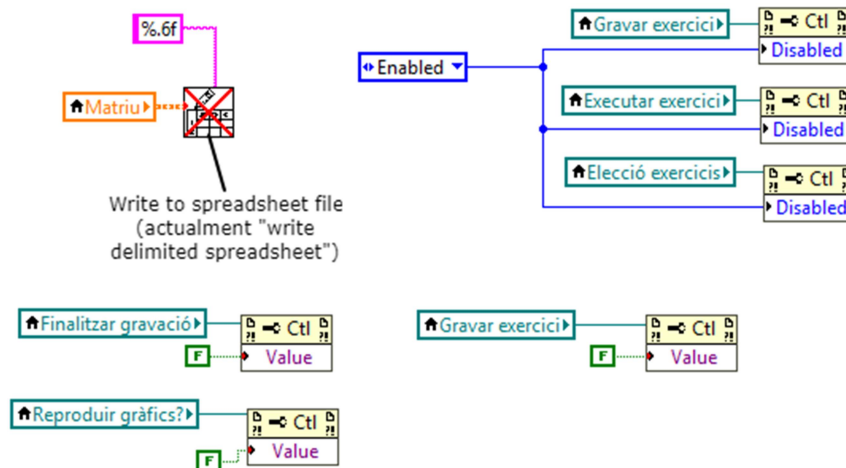 %.6f
Matriu
Write to spreadsheet file
(actualment "write
delimited spreadsheet")
Enabled
Gravar exercici
Ctl
Disabled
Executar exercici
Ctl
Disabled
Elecció exercicis
Ctl
Disabled
Finalitzar gravació
Ctl
F
Value
Gravar exercici
Ctl
F
Value
Reproduir gràfics?
Ctl
F
Value